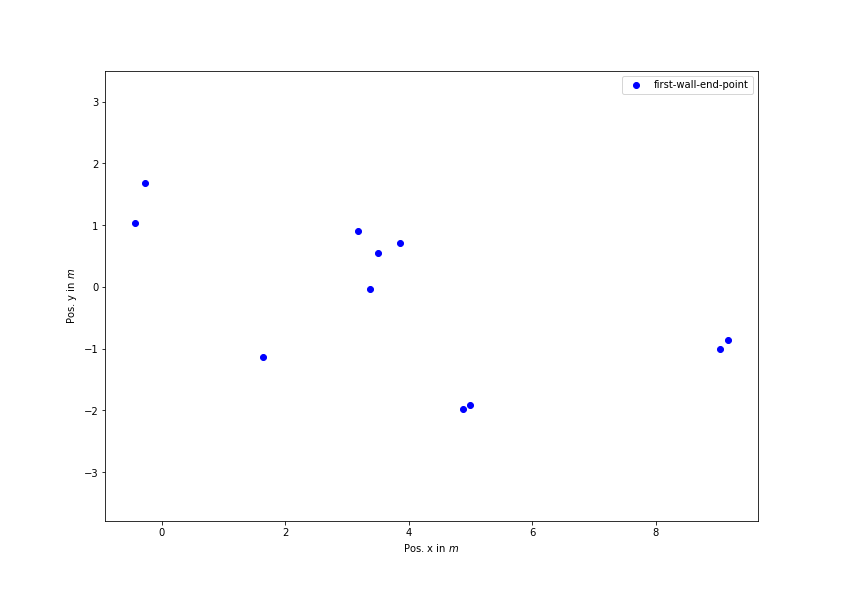 first-wall-end-point
3
2
1
0
−1
−2
−3
Pos. y in m
0 2 4 6 8
Pos. x in m